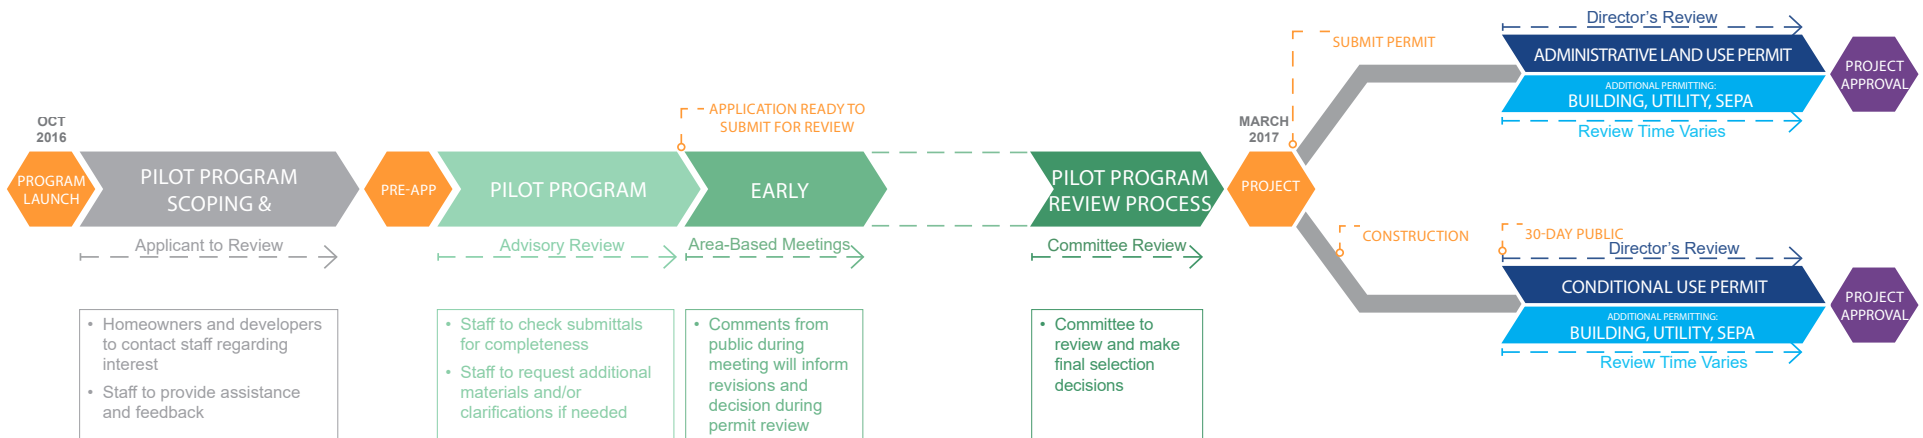 OCT
2016
PROGRAM
LAUNCH
PILOT PROGRAM
SCOPING &
Applicant to Review
• Homeowners and developers
to contact staff regarding
interest
• Staff to provide assistance
and feedback
PRE-APP
PILOT PROGRAM
Advisory Review
• Staff to check submittals
for completeness
• Staff to request additional
materials and/or
clarifications if needed
APPLICATION READY TO
SUBMIT FOR REVIEW
EARLY
Area-Based Meetings
• Comments from
public during
meeting will inform
revisions and
decision during
permit review
PILOT PROGRAM
REVIEW PROCESS
Committee Review
• Committee to
review and make
final selection
decisions
MARCH
2017
PROJECT
SUBMIT PERMIT
Director's Review
ADMINISTRATIVE LAND USE PERMIT
ADDITIONAL PERMITTING:
BUILDING, UTILITY, SEPA
Review Time Varies
PROJECT
APPROVAL
CONSTRUCTION
30-DAY PUBLIC
Director's Review
CONDITIONAL USE PERMIT
ADDITIONAL PERMITTING:
BUILDING, UTILITY, SEPA
Review Time Varies
PROJECT
APPROVAL